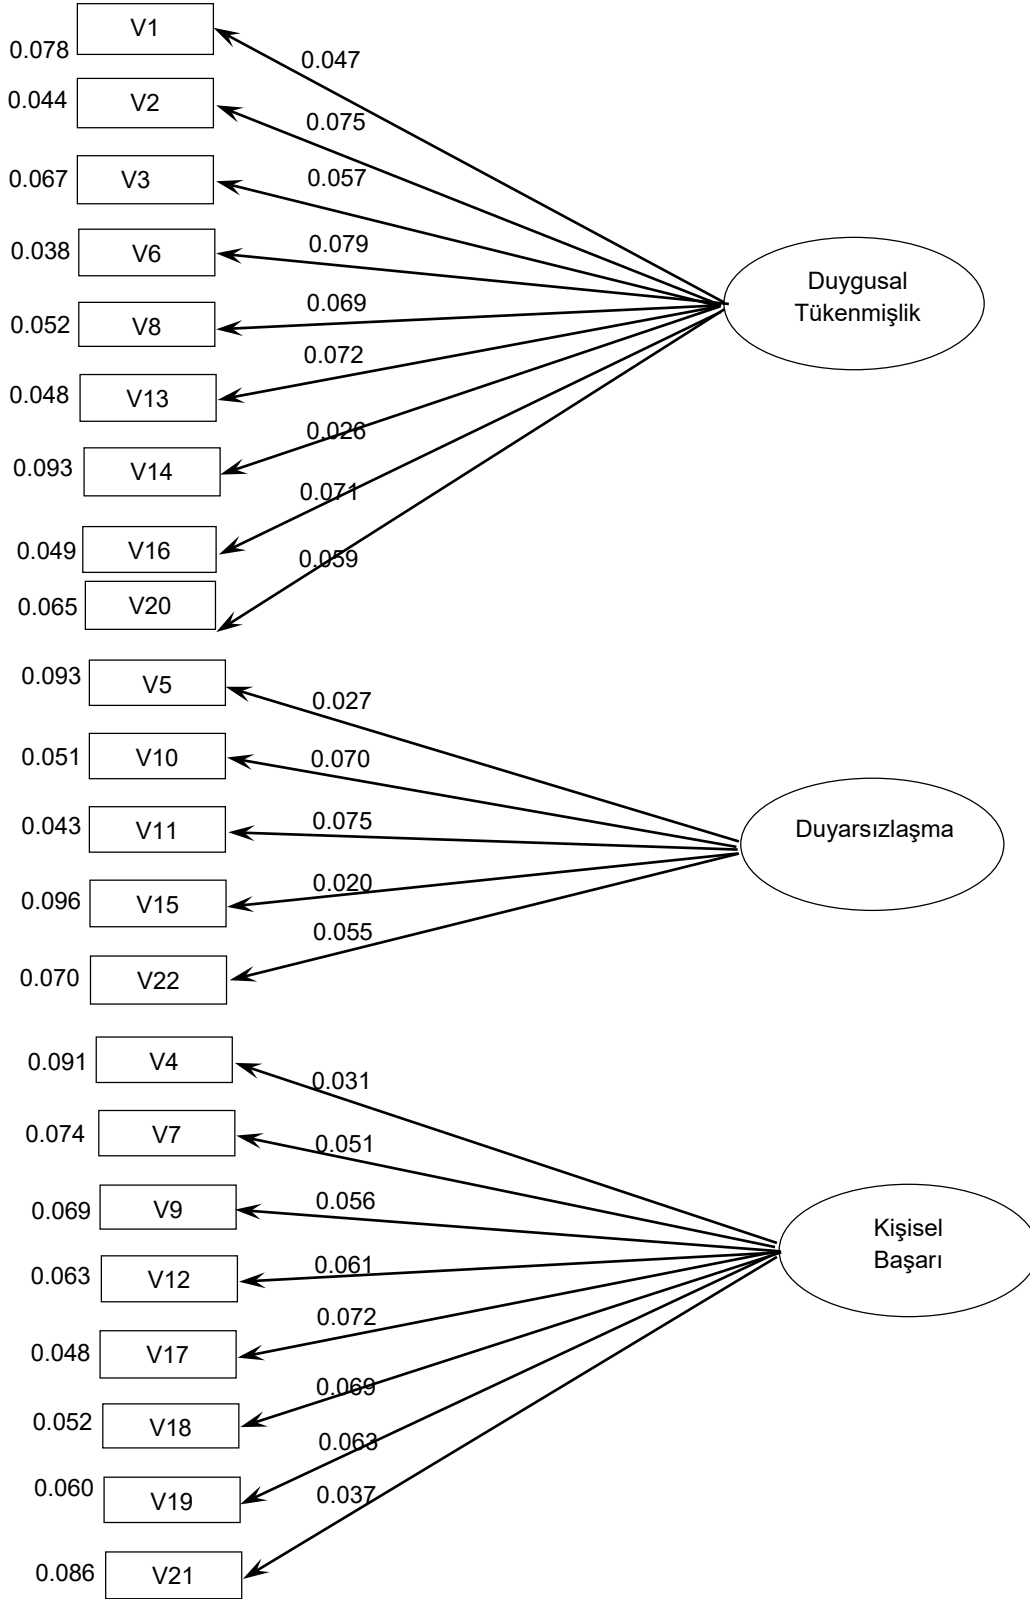 V1
0.078
0.047
V2
0.044
0.075
V3
0.067
0.057
V6
0.038
0.079
V8
0.052
0.069
V13
0.048
0.072
V14
0.093
0.026
V16
0.049
0.071
V20
0.065
0.059
Duygusal
Tükenmişlik
V5
0.093
0.027
V10
0.051
0.070
V11
0.043
0.075
V15
0.096
0.020
V22
0.070
0.055
Duyarsızlaşma
V4
0.091
0.031
V7
0.074
0.051
V9
0.069
0.056
V12
0.063
0.061
V17
0.048
0.072
V18
0.052
0.069
V19
0.060
0.063
V21
0.086
0.037
Kişisel
Başarı